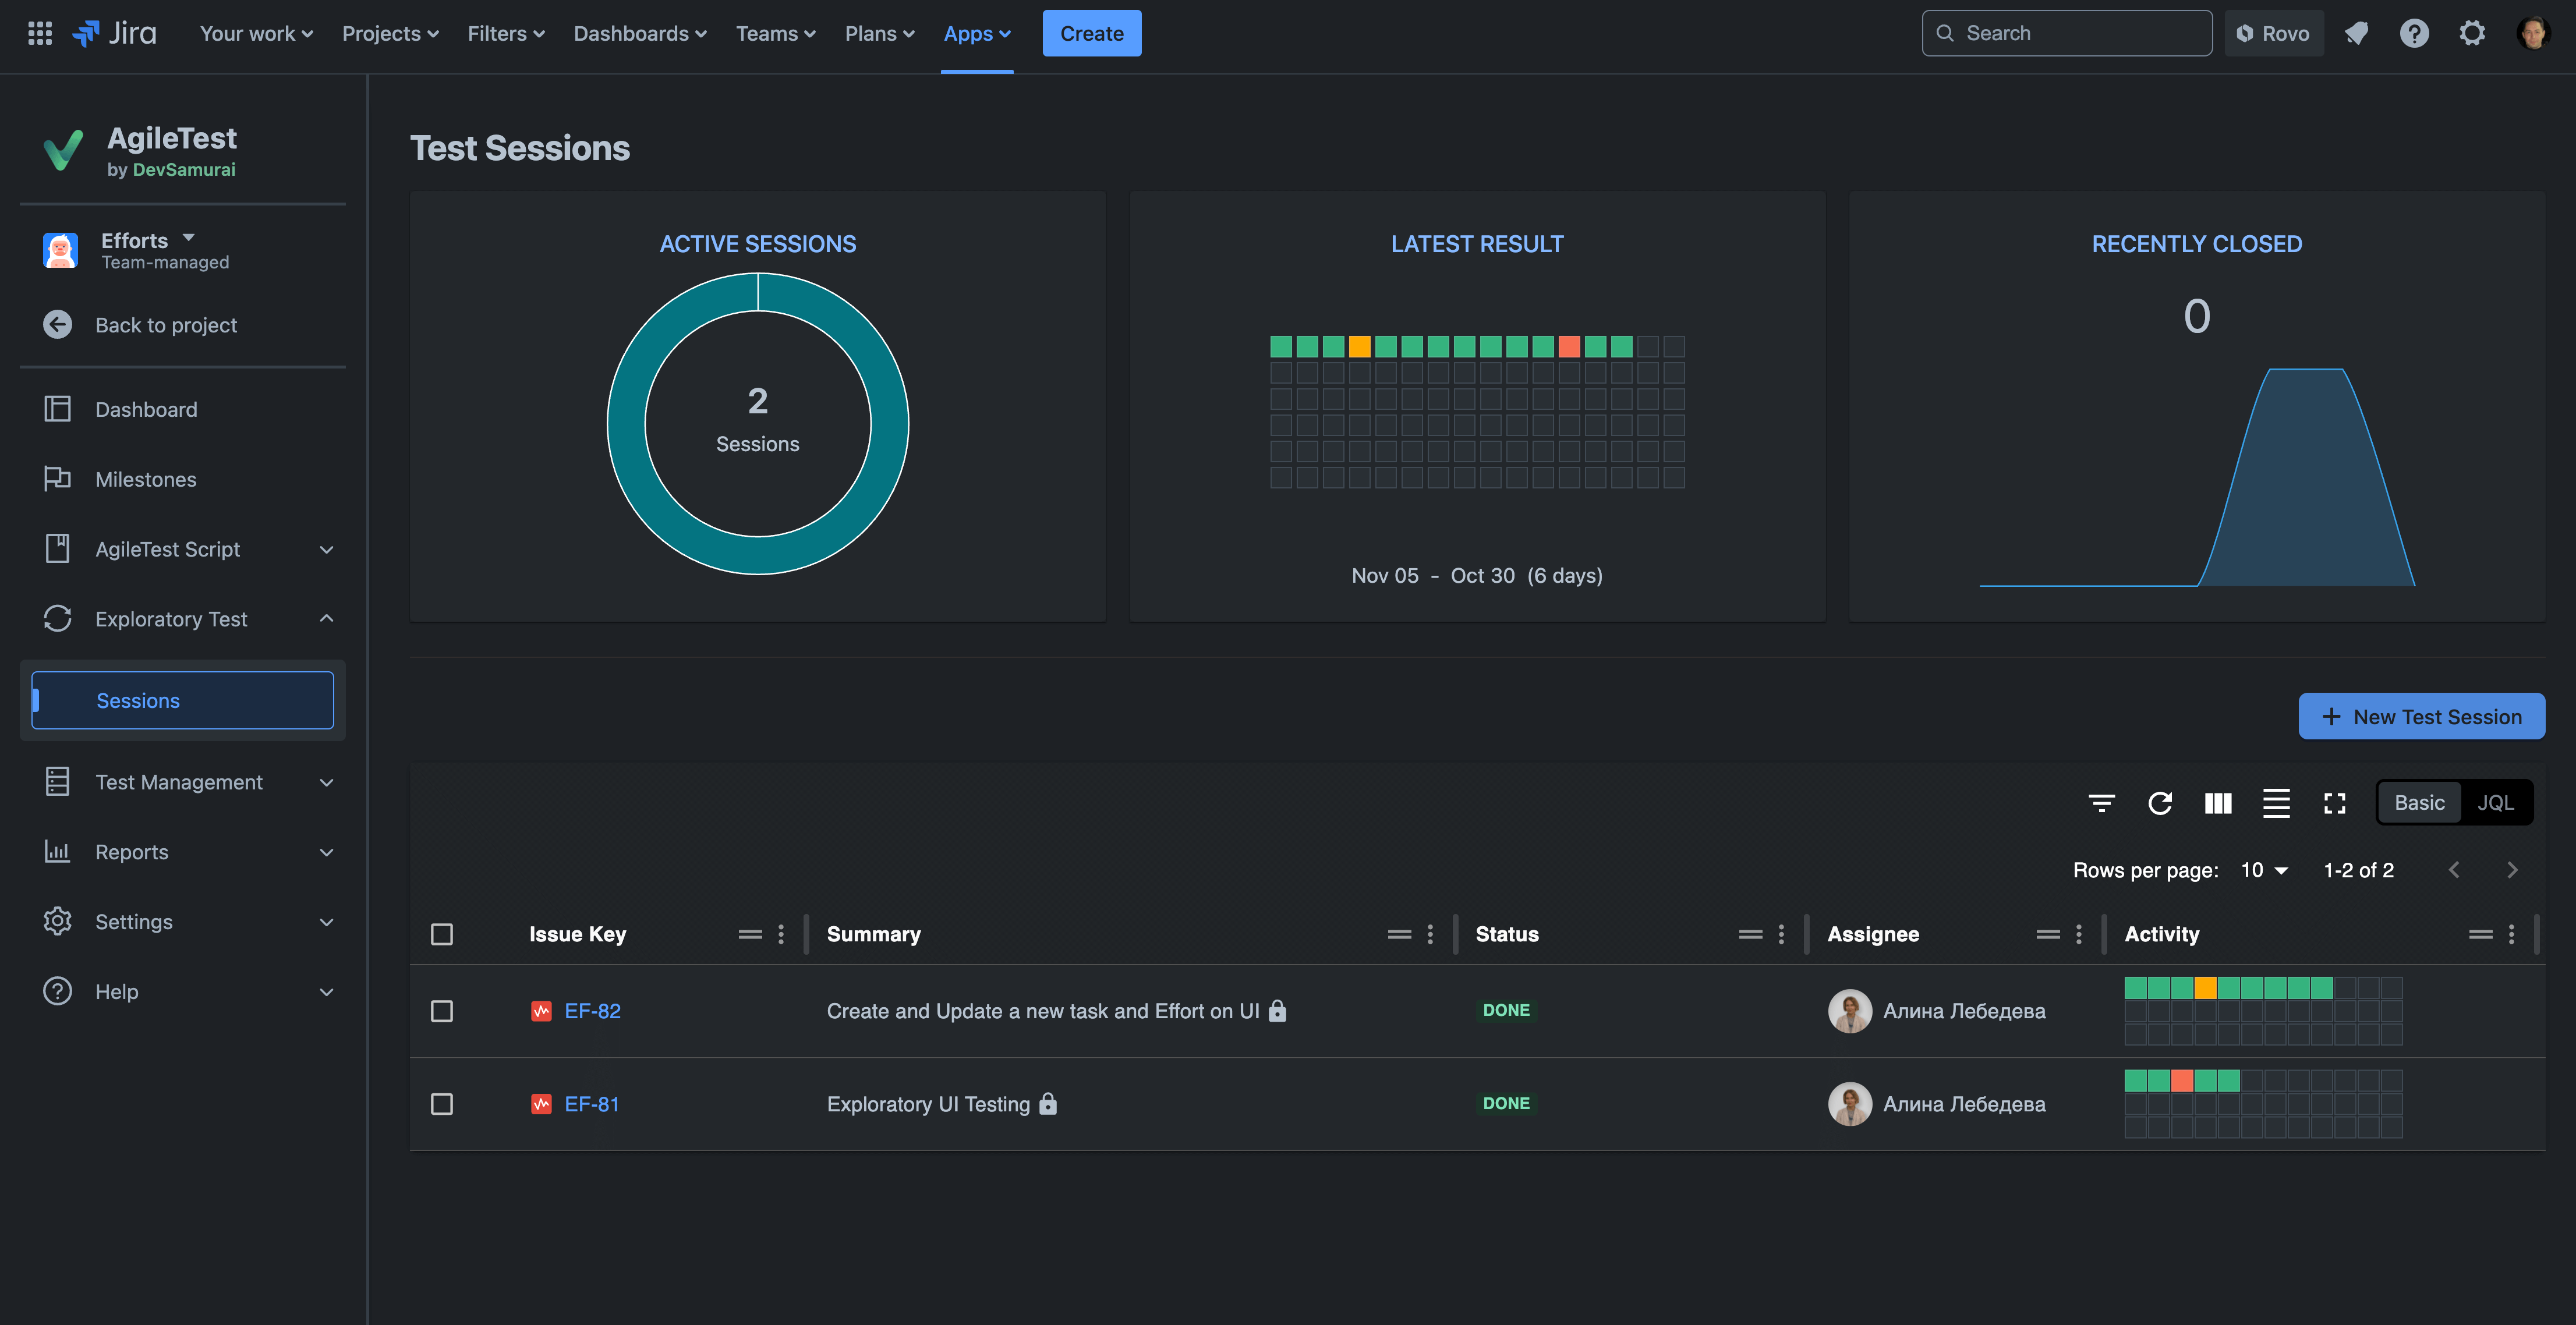 Jira
Your work
Projects
Filters
Dashboards
Teams
Plans
Apps
Create
Search
Rovo
AgileTest
by DevSamurai
Efforts
Team-managed
Back to project
Dashboard
Milestones
AgileTest Script
Exploratory Test
Sessions
Test Management
Reports
Settings
Help
Test Sessions
ACTIVE SESSIONS
2
Sessions
LATEST RESULT
Nov 05 - Oct 30 (6 days)
RECENTLY CLOSED
0
+ New Test Session
Basic
JQL
Rows per page: 10 1-2 of 2
Issue Key
Summary
Status
Assignee
Activity
EF-82
Create and Update a new task and Effort on UI
DONE
Алина Лебедева
EF-81
Exploratory UI Testing
DONE
Алина Лебедева